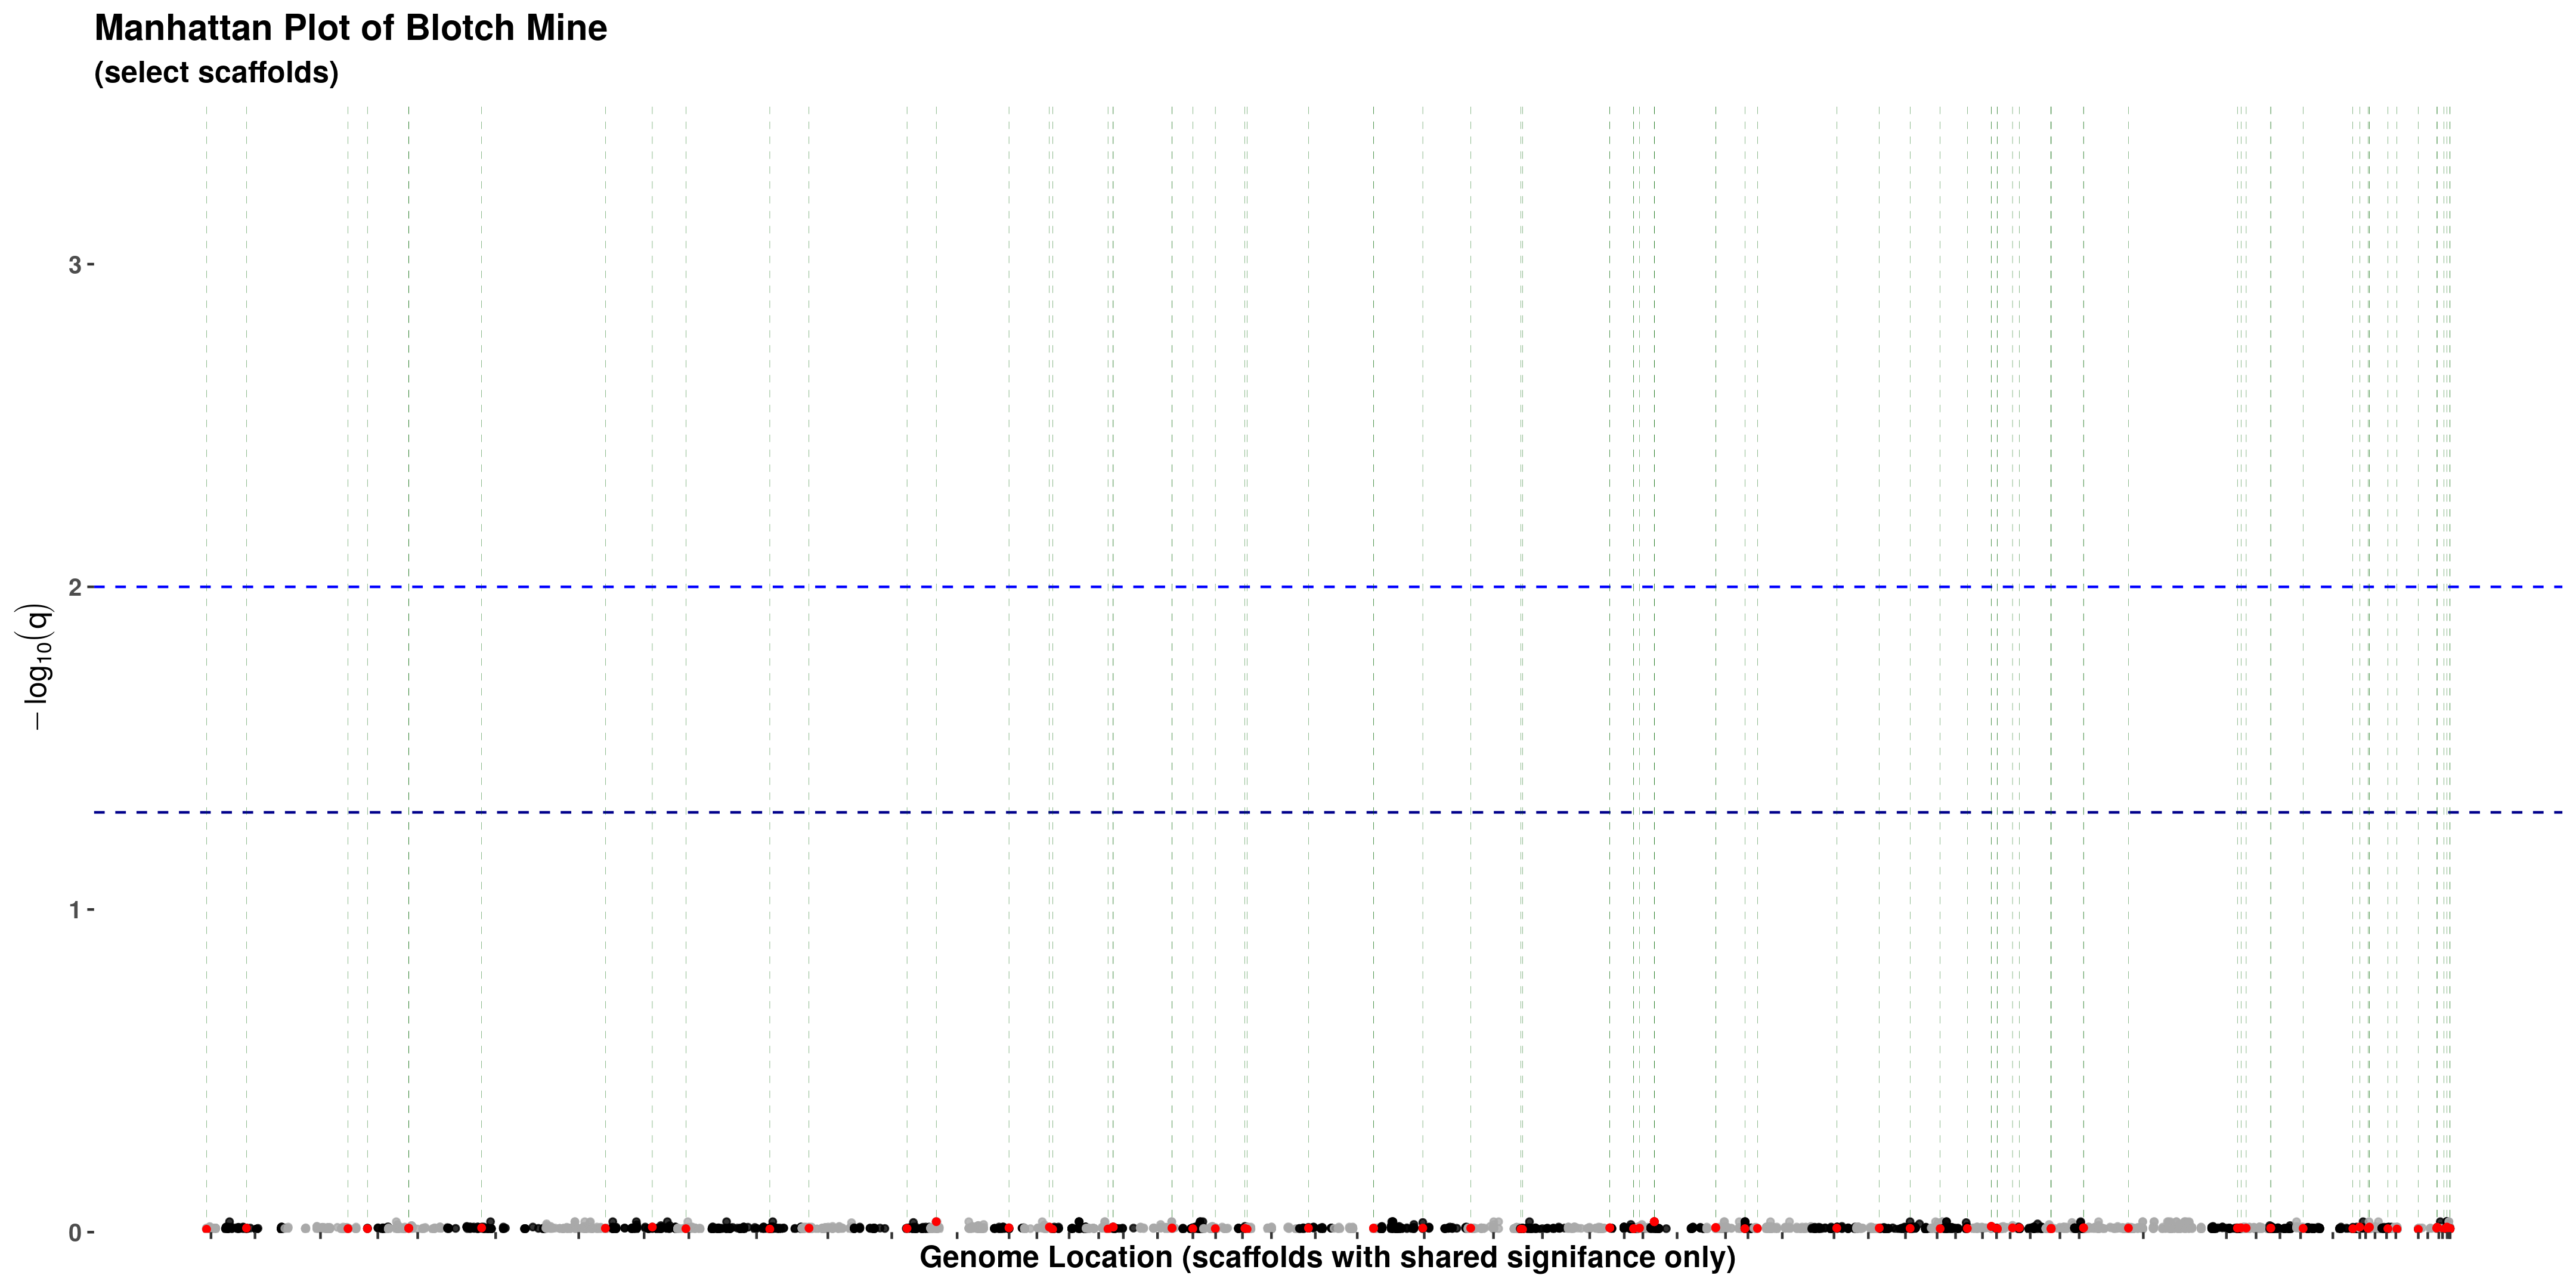 Manhattan Plot of Blotch Mine
(select scaffolds)
3
2
1
0
−log10(q)
Genome Location (scaffolds with shared signifance only)